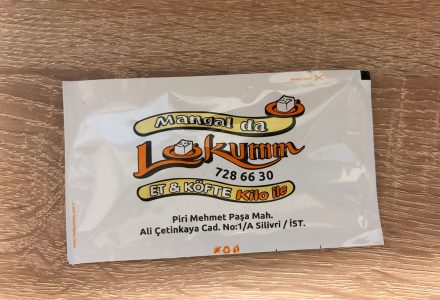 Mangal da
Lokumm
728 66 30
ET & KÖFTE Kilo ile
Piri Mehmet Paşa Mah.
Ali Çetinkaya Cad. No:1/A Silivri / İST.